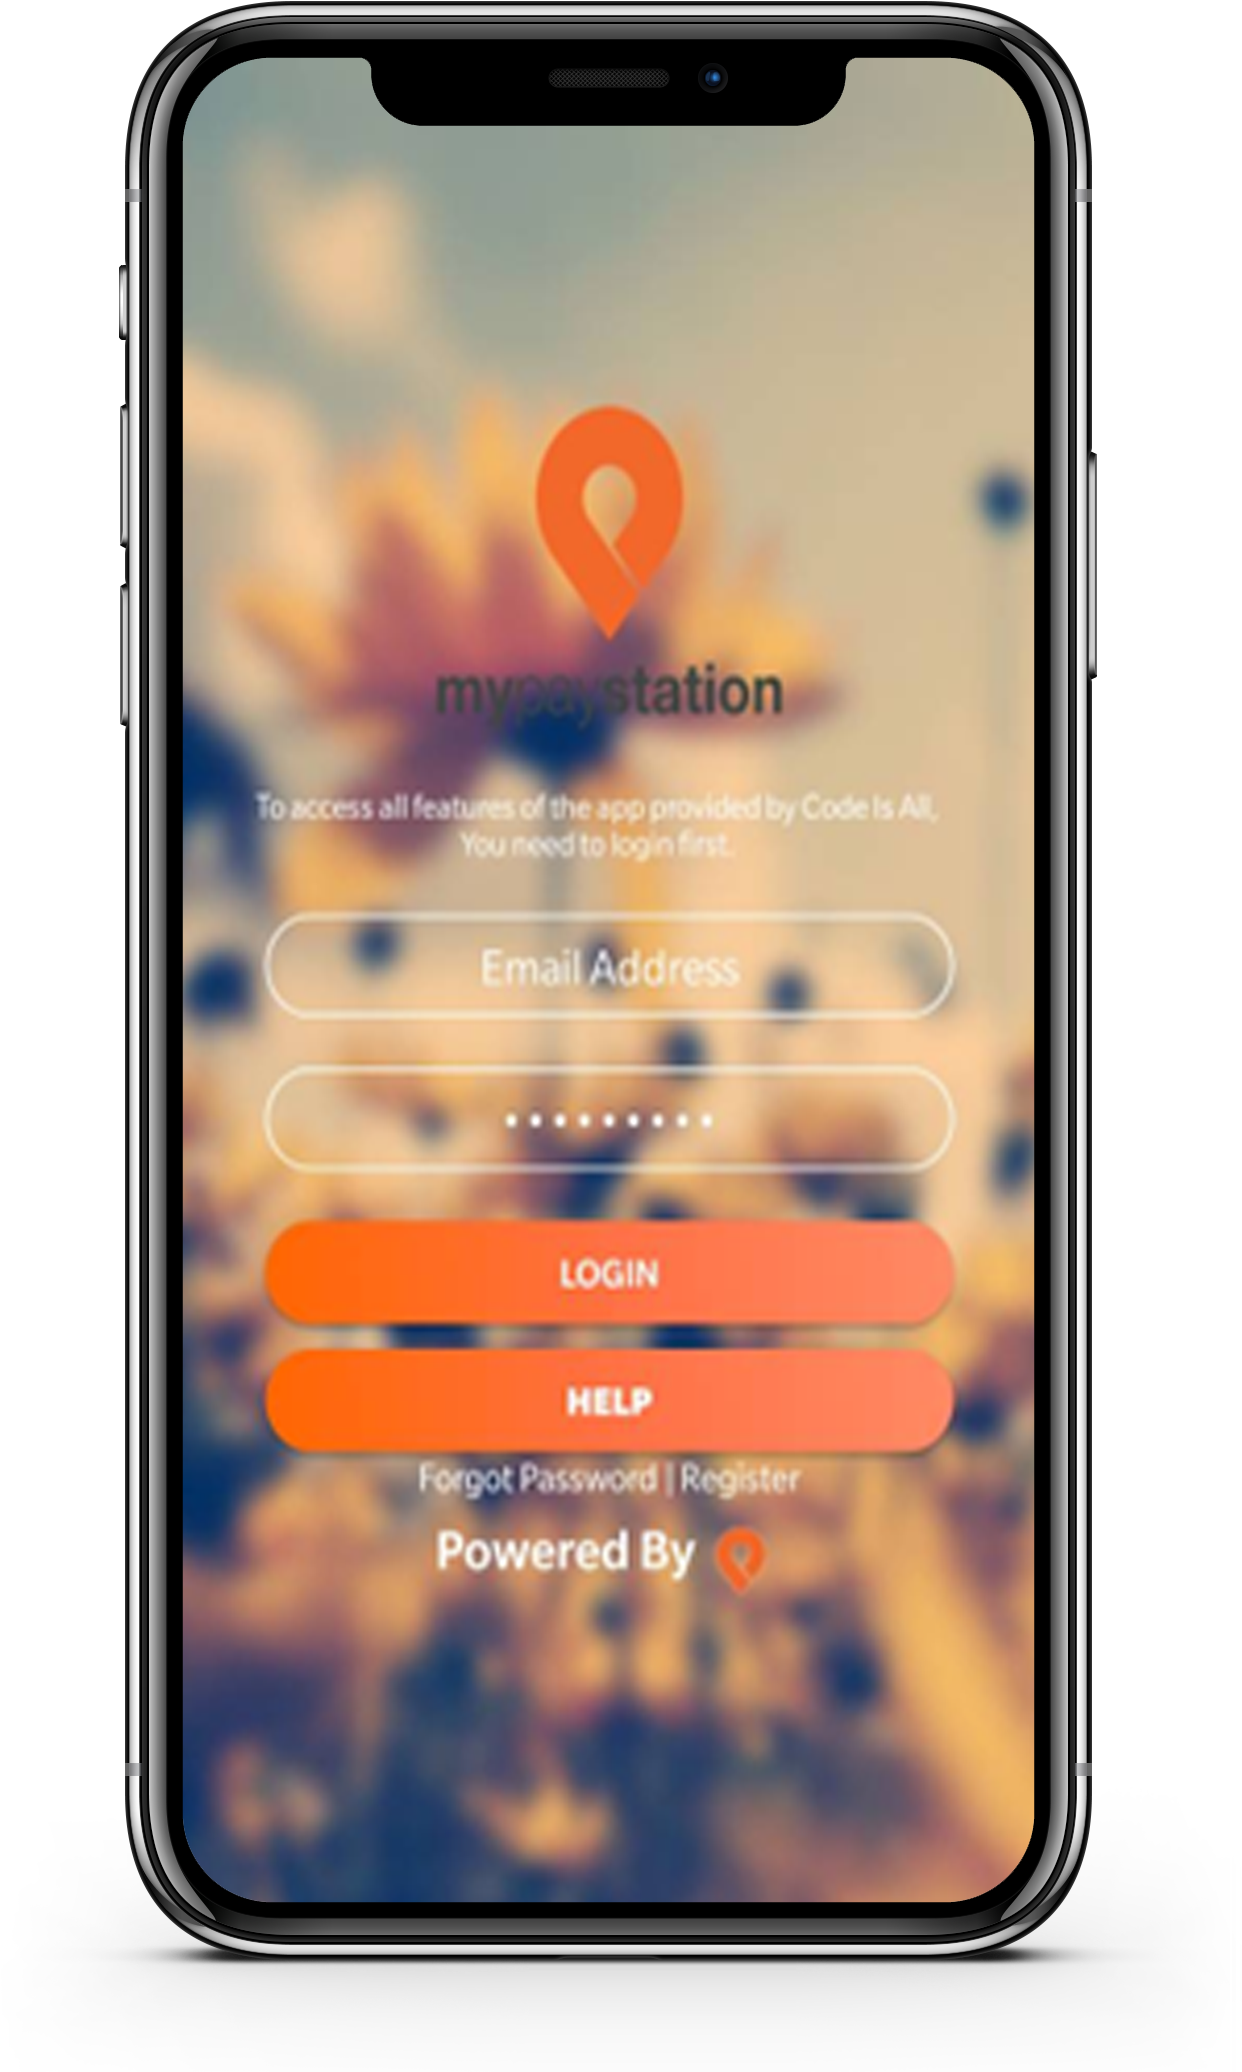 mypaystation
To access all features of the app provided by Code Is All,
You need to login first.
Email Address
•••••••••
LOGIN
HELP
Forgot Password | Register
Powered By